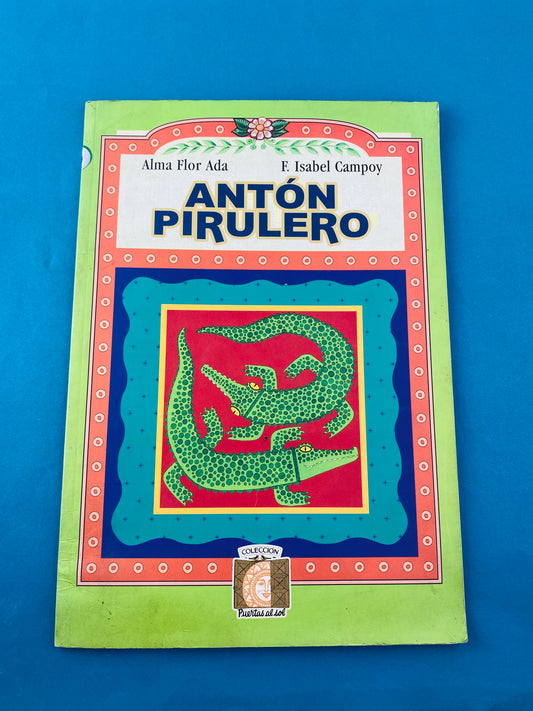 Alma Flor Ada F. Isabel Campoy
ANTÓN
PIRULERO
COLECCIÓN
Puertas al sol